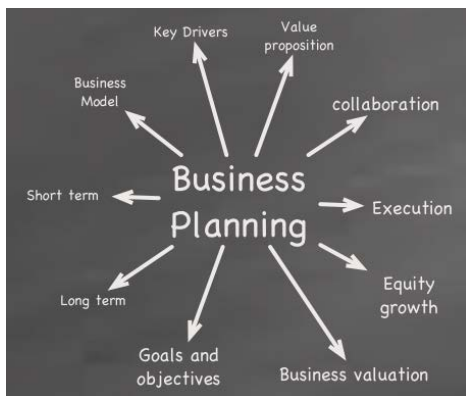 Key Drivers
Value
proposition
Business
Model
collaboration
Business
Planning
Short term
Execution
Long term
Equity
growth
Goals and
objectives
Business valuation